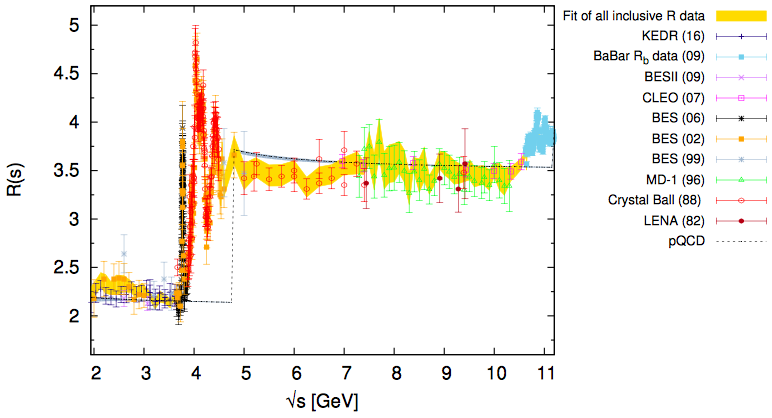 5
4.5
4
3.5
3
2.5
2
R(s)
2 3 4 5 6 7 8 9 10 11
√s [GeV]
Fit of all inclusive R data
KEDR (16)
BaBar Rb data (09)
BESII (09)
CLEO (07)
BES (06)
BES (02)
BES (99)
MD-1 (96)
Crystal Ball (88)
LENA (82)
pQCD